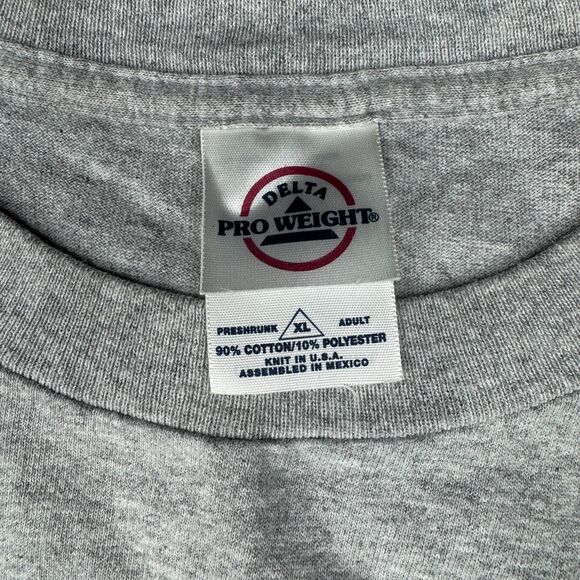 DELTA
PRO WEIGHT®
PRESHRUNK XL ADULT
90% COTTON/10% POLYESTER
KNIT IN U.S.A.
ASSEMBLED IN MEXICO